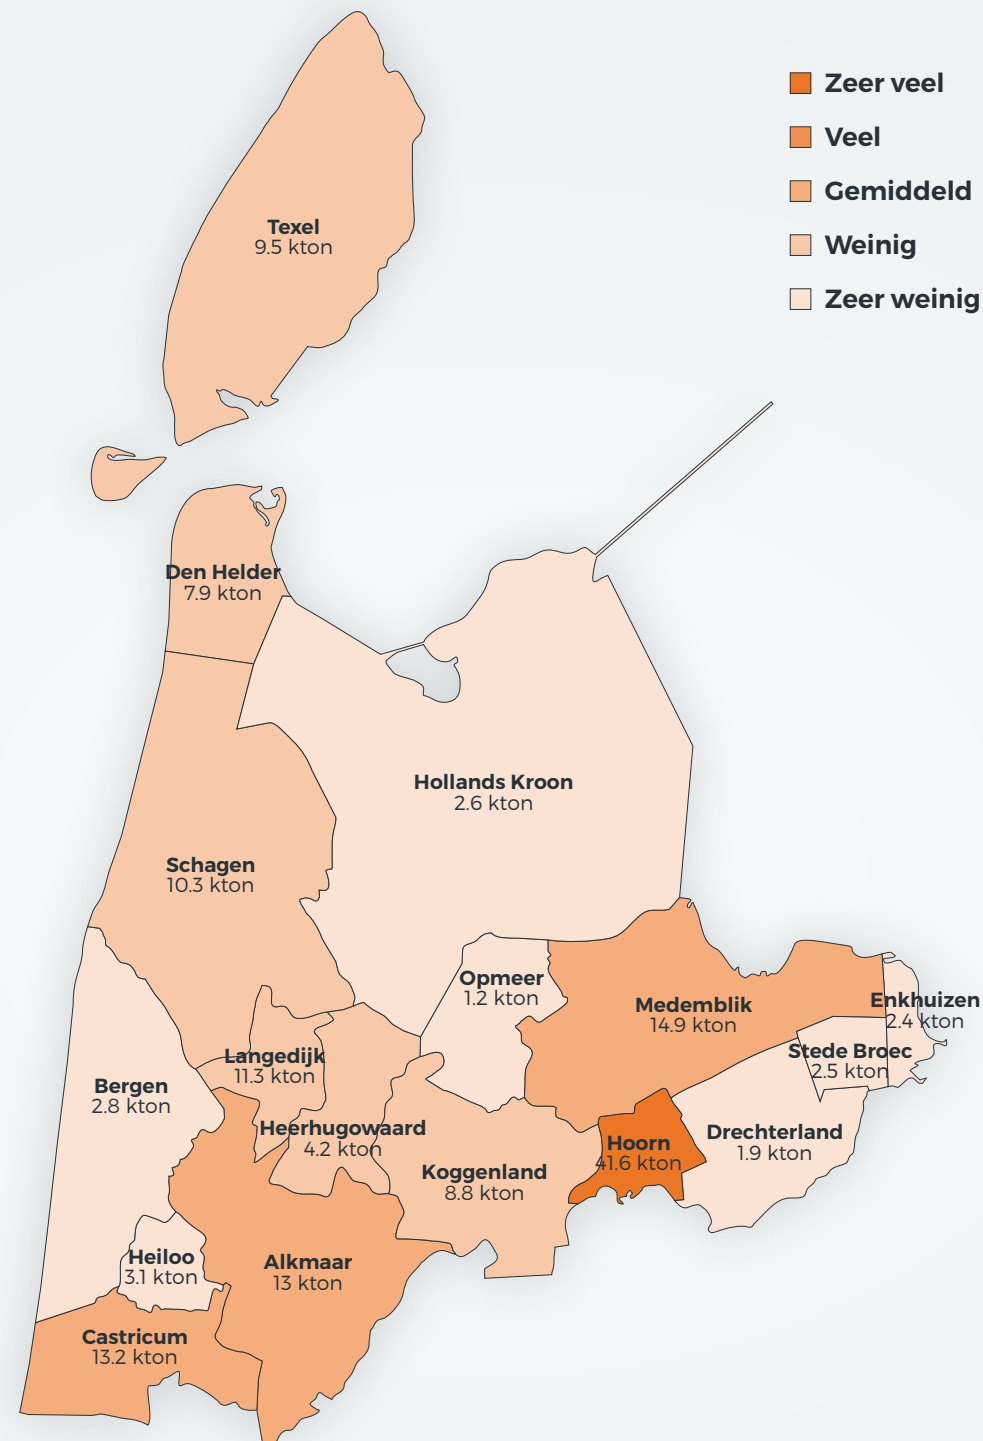 Zeer veel
Veel
Gemiddeld
Weinig
Zeer weinig
Texel
9.5 kton
Den Helder
7.9 kton
Hollands Kroon
2.6 kton
Schagen
10.3 kton
Opmeer
1.2 kton
Medemblik
14.9 kton
Enkhuizen
2.4 kton
Stede Broec
2.5 kton
Langedijk
11.3 kton
Bergen
2.8 kton
Heerhugowaard
4.2 kton
Hoorn
41.6 kton
Drechterland
1.9 kton
Koggenland
8.8 kton
Heiloo
3.1 kton
Alkmaar
13 kton
Castricum
13.2 kton